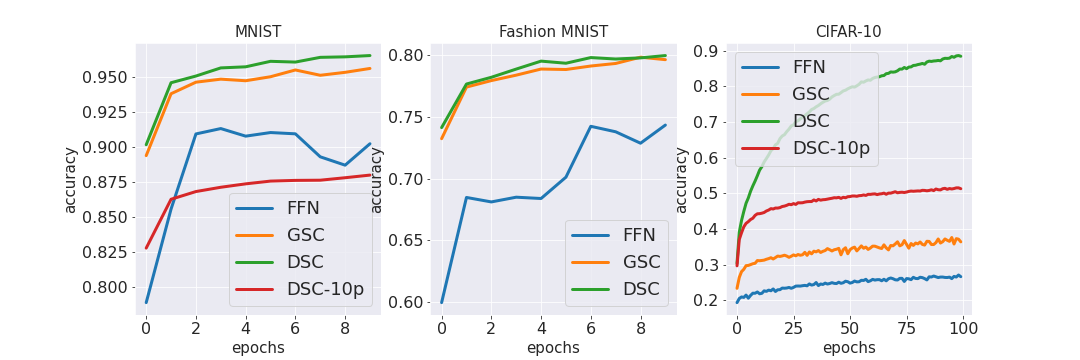 MNIST
accuracy
0.950
0.925
0.900
0.875
0.850
0.825
0.800
0 2 4 6 8
epochs
FFN
GSC
DSC
DSC-10p
Fashion MNIST
accuracy
0.80
0.75
0.70
0.65
0.60
0 2 4 6 8
epochs
FFN
GSC
DSC
CIFAR-10
accuracy
0.9
0.8
0.7
0.6
0.5
0.4
0.3
0.2
0 25 50 75 100
epochs
FFN
GSC
DSC
DSC-10p